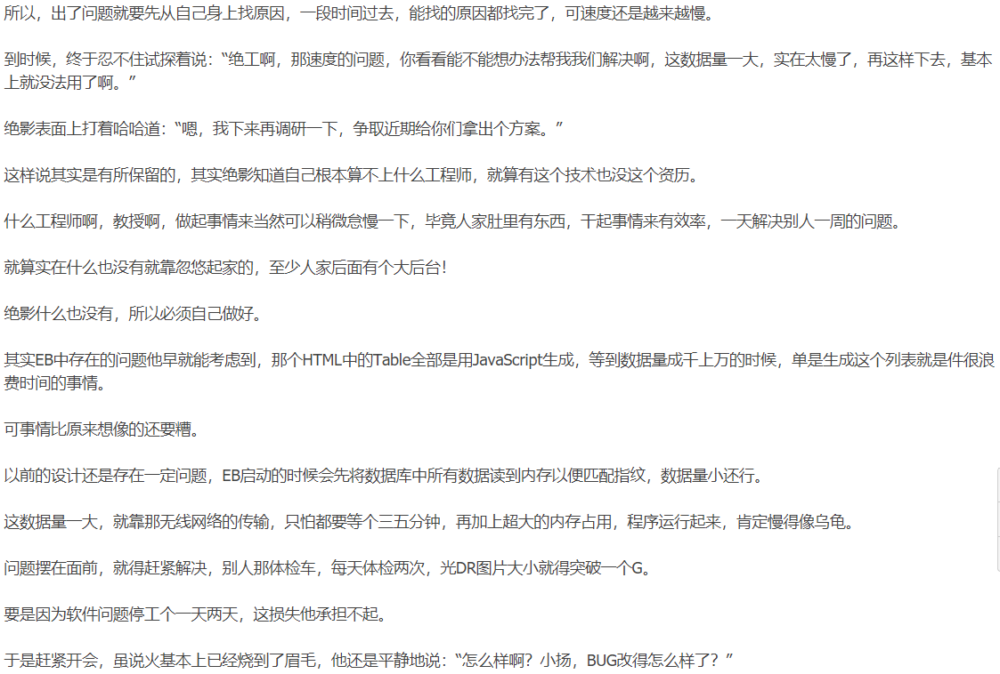 所以，出了问题就要先从自己身上找原因，一段时间过去，能找的原因都找完了，可速度还是越来越慢。
到时候，终于忍不住试探着说：“绝工啊，那速度的问题，你看看能不能想办法帮我我们解决啊，这数据量一大，实在太慢了，再这样下去，基本
上就没法用了啊。”
绝影表面上打着哈哈道：“嗯，我下来再调研一下，争取近期给你们拿出个方案。”
这样说其实是有所保留的，其实绝影知道自己根本算不上什么工程师，就算有这个技术也没这个资历。
什么工程师啊，教授啊，做起事情来当然可以稍微怠慢一下，毕竟人家肚里有东西，干起事情来有效率，一天解决别人一周的问题。
就算实在什么也没有就靠忽悠起家的，至少人家后面有个大后台！
绝影什么也没有，所以必须自己做好。
其实EB中存在的问题他早就能考虑到，那个HTML中的Table全部是用JavaScript生成，等到数据量成千上万的时候，单是生成这个列表就是件很浪
费时间的事情。
可事情比原来想像的还要糟。
以前的设计还是存在一定问题，EB启动的时候会先将数据库中所有数据读到内存以便匹配指纹，数据量小还行。
这数据量一大，就靠那无线网络的传输，只怕都要等个三五分钟，再加上超大的内存占用，程序运行起来，肯定慢得像乌龟。
问题摆在面前，就得赶紧解决，别人那体检车，每天体检两次，光DR图片大小就得突破一个G。
要是因为软件问题停工个一天两天，这损失他承担不起。
于是赶紧开会，虽说火基本上已经烧到了眉毛，他还是平静地说：“怎么样啊？小扬，BUG改得怎么样了？”